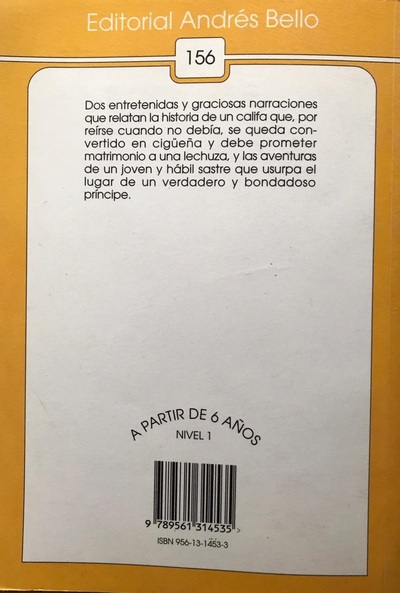 Editorial Andrés Bello
156
Dos entretenidas y graciosas narraciones
que relatan la historia de un califa que, por
reírse cuando no debía, se queda con-
vertido en cigüeña y debe prometer
matrimonio a una lechuza, y las aventuras
de un joven y hábil sastre que usurpa el
lugar de un verdadero y bondadoso
príncipe.
A PARTIR DE 6 AÑOS
NIVEL 1
9 789561 314535 >
ISBN 956-13-1453-3